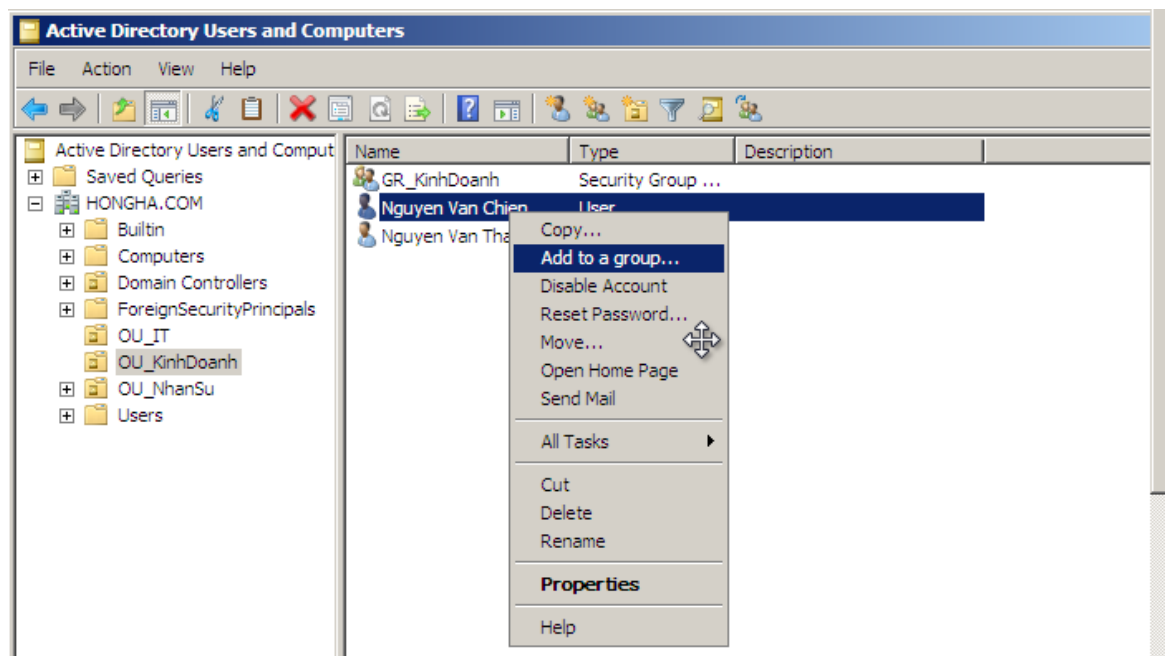 Active Directory Users and Computers
File Action View Help
Active Directory Users and Comput
Saved Queries
HONGHA.COM
Builtin
Computers
Domain Controllers
ForeignSecurityPrincipals
OU_IT
OU_KinhDoanh
OU_NhanSu
Users
Name Type Description
GR_KinhDoanh Security Group ...
Nguyen Van Chien User
Nguyen Van Tha
Copy...
Add to a group...
Disable Account
Reset Password...
Move...
Open Home Page
Send Mail
All Tasks
Cut
Delete
Rename
Properties
Help